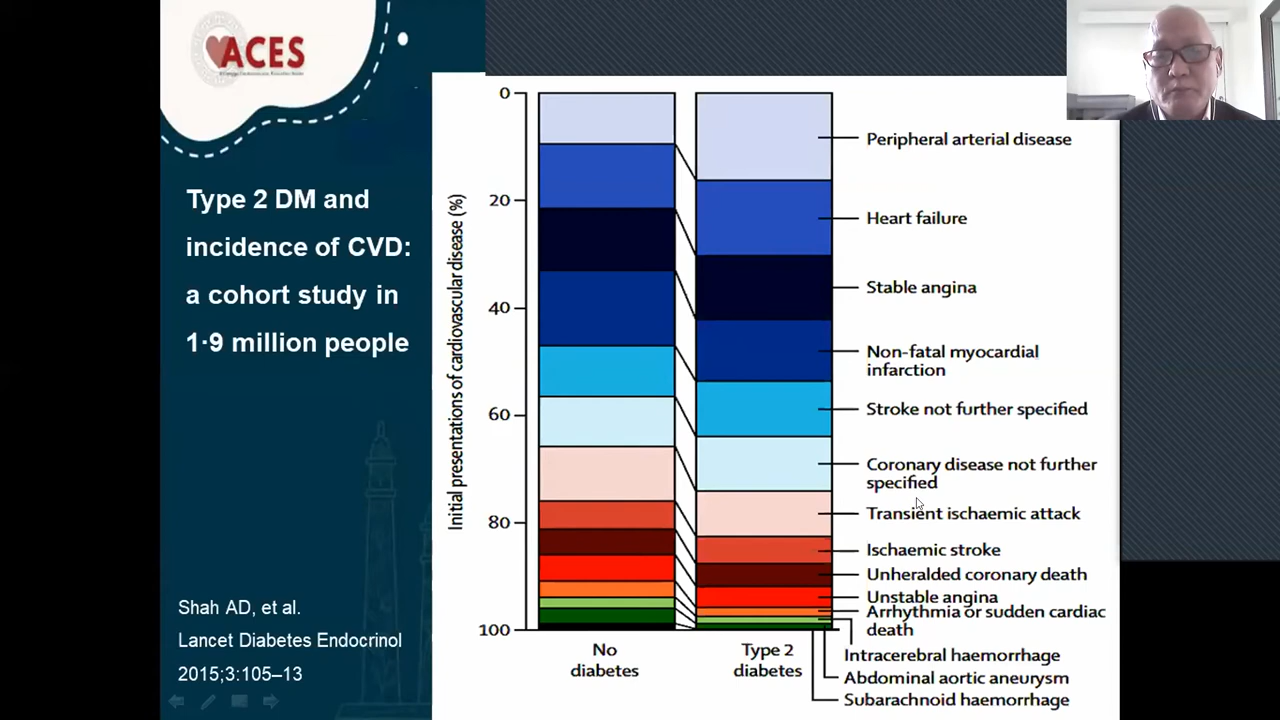 ACES
Type 2 DM and
incidence of CVD:
a cohort study in
1·9 million people
Shah AD, et al.
Lancet Diabetes Endocrinol
2015;3:105–13
Initial presentations of cardiovascular disease (%)
0
20
40
60
80
100
No
diabetes
Type 2
diabetes
Peripheral arterial disease
Heart failure
Stable angina
Non-fatal myocardial
infarction
Stroke not further specified
Coronary disease not further
specified
Transient ischaemic attack
Ischaemic stroke
Unheralded coronary death
Unstable angina
Arrhythmia or sudden cardiac
death
Intracerebral haemorrhage
Abdominal aortic aneurysm
Subarachnoid haemorrhage